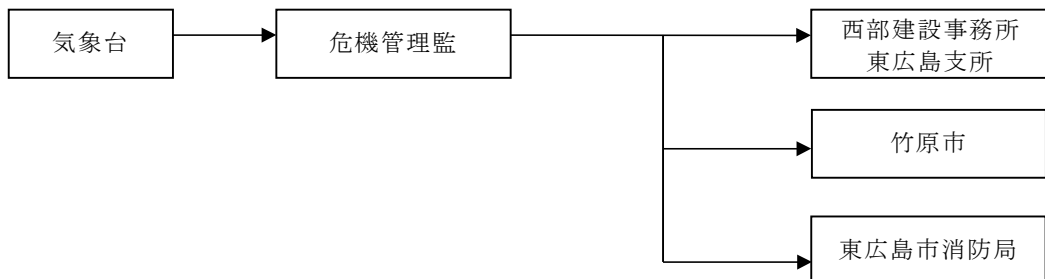 気象台
危機管理監
西部建設事務所
東広島支所
竹原市
東広島市消防局